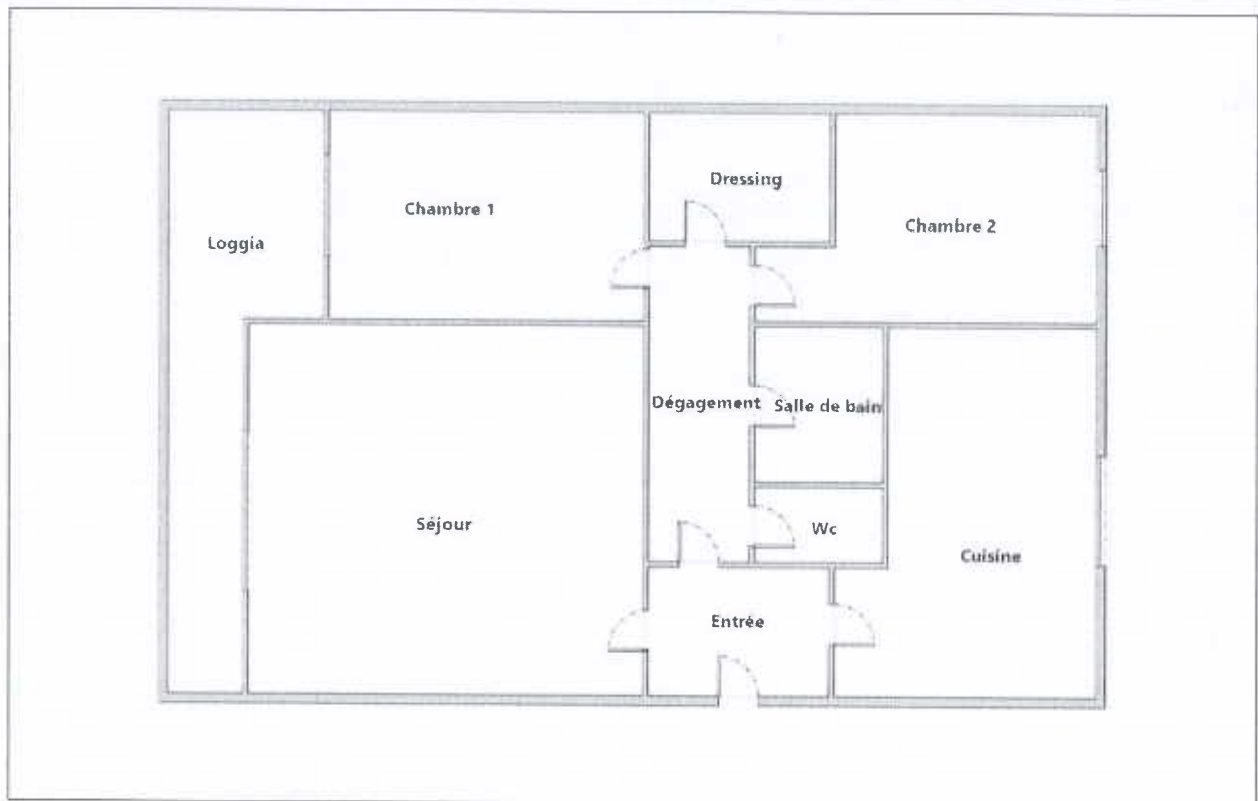 Dressing
Chambre 1
Chambre 2
Loggia
Dégagement
Salle de bain
Séjour
Wc
Cuisine
Entrée